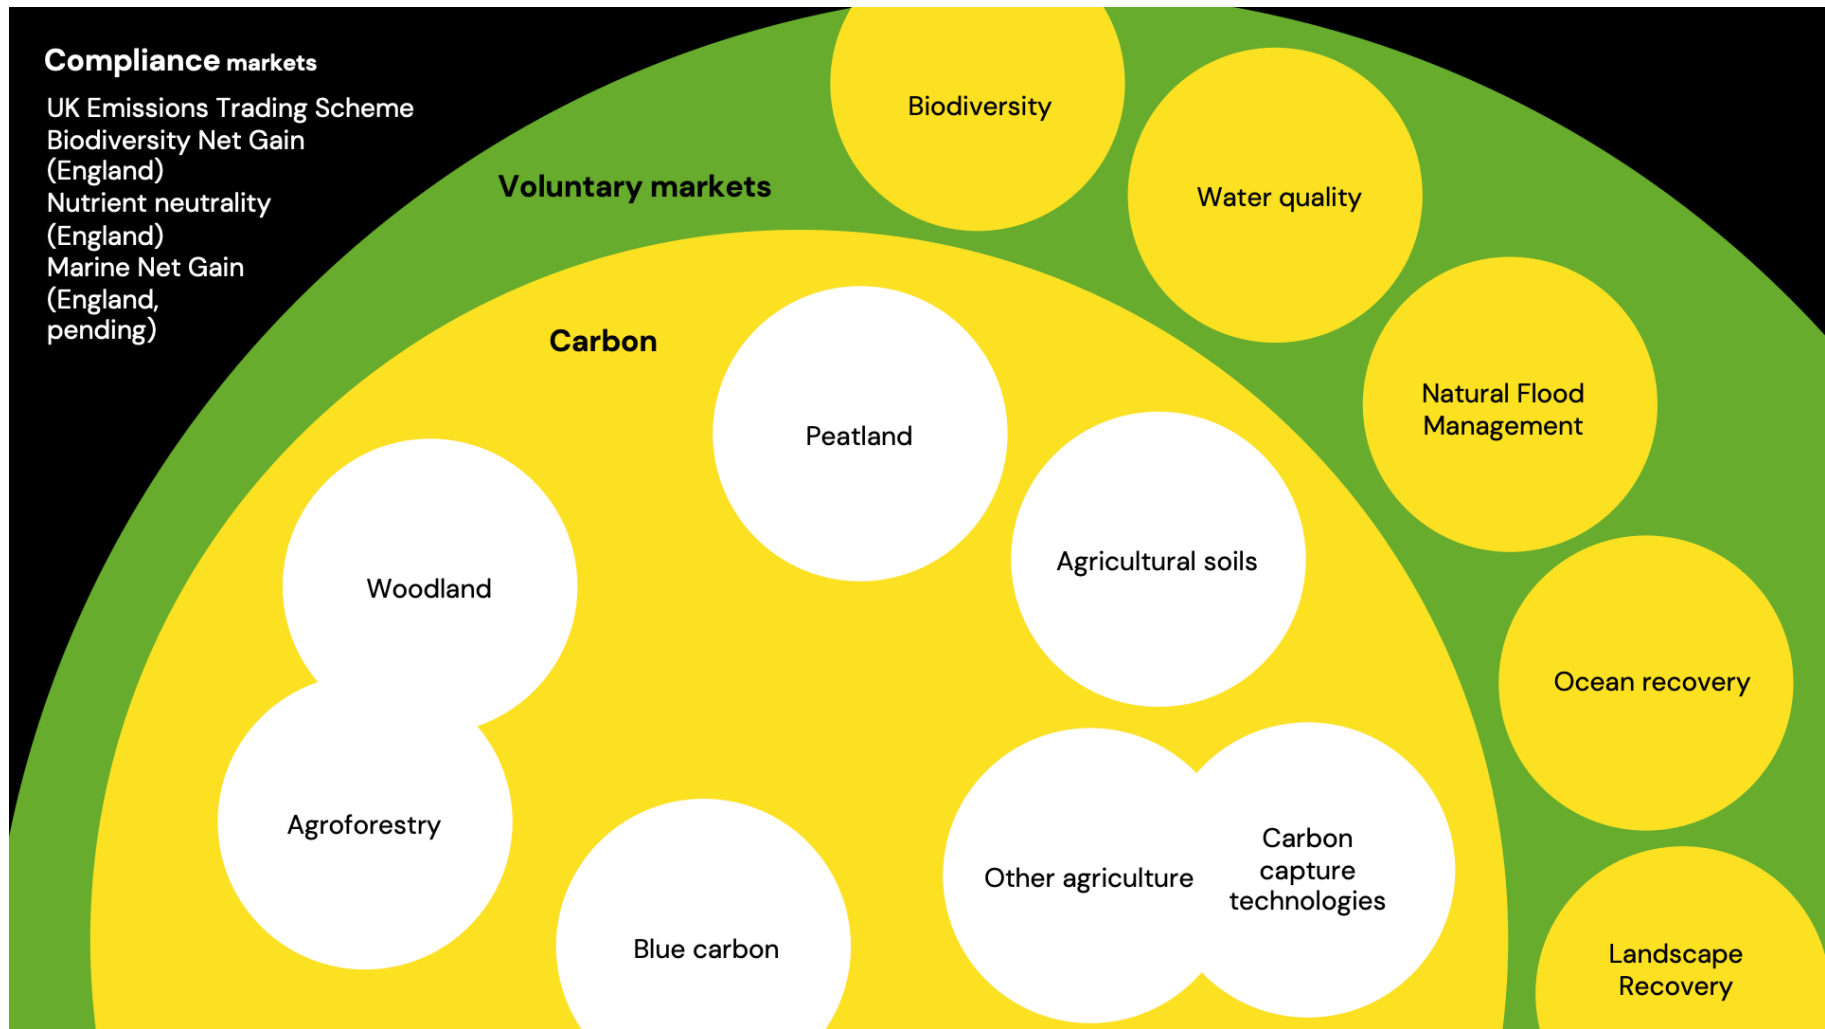 Compliance markets
UK Emissions Trading Scheme
Biodiversity Net Gain
(England)
Nutrient neutrality
(England)
Marine Net Gain
(England,
pending)
Voluntary markets
Biodiversity
Water quality
Natural Flood
Management
Ocean recovery
Landscape
Recovery
Carbon
Peatland
Agricultural soils
Woodland
Agroforestry
Blue carbon
Other agriculture
Carbon
capture
technologies